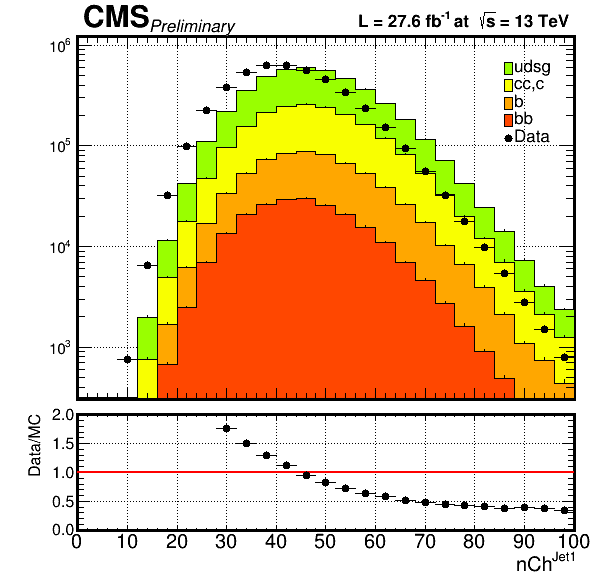 CMS Preliminary L = 27.6 fb⁻¹ at √s = 13 TeV
10⁶
10⁵
10⁴
10³
udsg
cc,c
b
bb
Data
Data/MC
2.0
1.5
1.0
0.5
0.0
0 10 20 30 40 50 60 70 80 90 100
nCh^Jet1